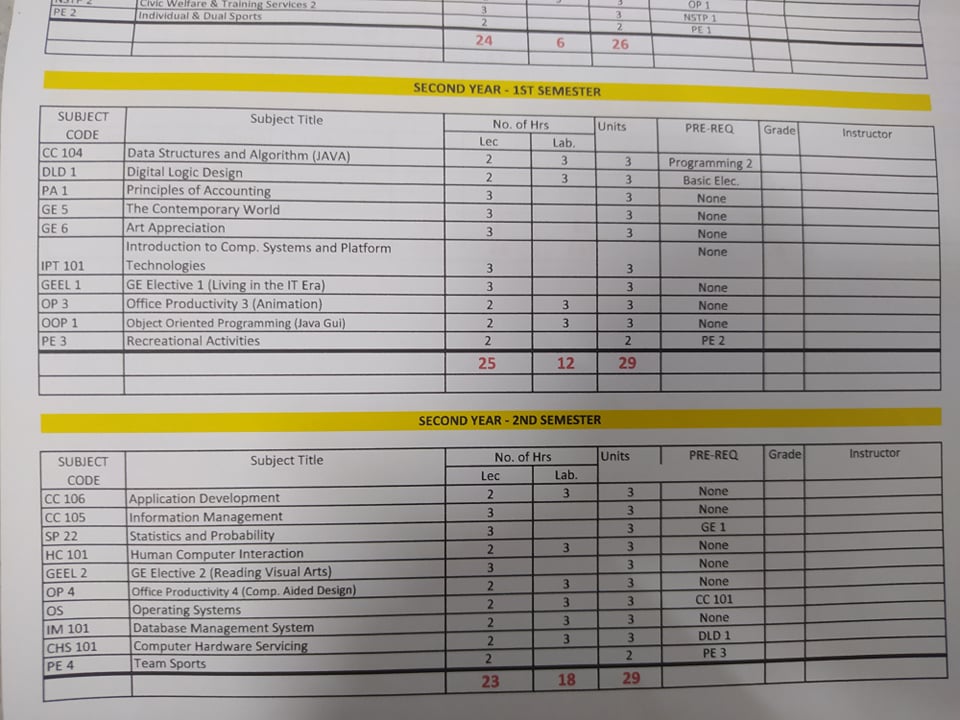 Civic Welfare & Training Services 2 3 OP 1
PE 2 Individual & Dual Sports 3 3 NSTP 1
2 2 PE 1
24 6 26
SECOND YEAR - 1ST SEMESTER
SUBJECT CODE Subject Title No. of Hrs Units PRE-REQ Grade Instructor
Lec Lab.
CC 104 Data Structures and Algorithm (JAVA) 2 3 3 Programming 2
DLD 1 Digital Logic Design 2 3 3 Basic Elec.
PA 1 Principles of Accounting 3 3 None
GE 5 The Contemporary World 3 3 None
GE 6 Art Appreciation 3 3 None
Introduction to Comp. Systems and Platform None
IPT 101 Technologies 3 3
GEEL 1 GE Elective 1 (Living in the IT Era) 3 3 None
OP 3 Office Productivity 3 (Animation) 2 3 3 None
OOP 1 Object Oriented Programming (Java Gui) 2 3 3 None
PE 3 Recreational Activities 2 2 PE 2
25 12 29
SECOND YEAR - 2ND SEMESTER
SUBJECT CODE Subject Title No. of Hrs Units PRE-REQ Grade Instructor
Lec Lab.
CC 106 Application Development 2 3 3 None
CC 105 Information Management 3 3 None
SP 22 Statistics and Probability 3 3 GE 1
HC 101 Human Computer Interaction 2 3 3 None
GEEL 2 GE Elective 2 (Reading Visual Arts) 3 3 None
OP 4 Office Productivity 4 (Comp. Aided Design) 2 3 3 None
OS Operating Systems 2 3 3 CC 101
IM 101 Database Management System 2 3 3 None
CHS 101 Computer Hardware Servicing 2 3 3 DLD 1
PE 4 Team Sports 2 2 PE 3
23 18 29